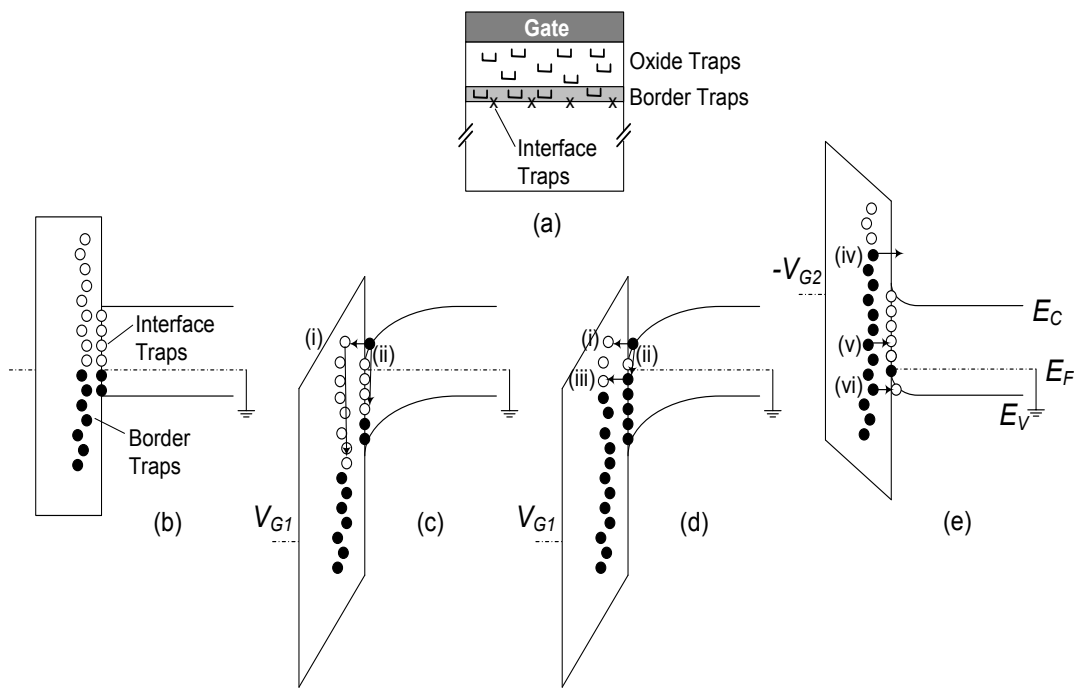 Gate
Oxide Traps
Border Traps
Interface
Traps
(a)
Interface
Traps
Border
Traps
(b)
(i)
(ii)
V_G1
(c)
(i)
(ii)
(iii)
V_G1
(d)
(iv)
-V_G2
(v)
(vi)
E_C
E_F
E_V
(e)